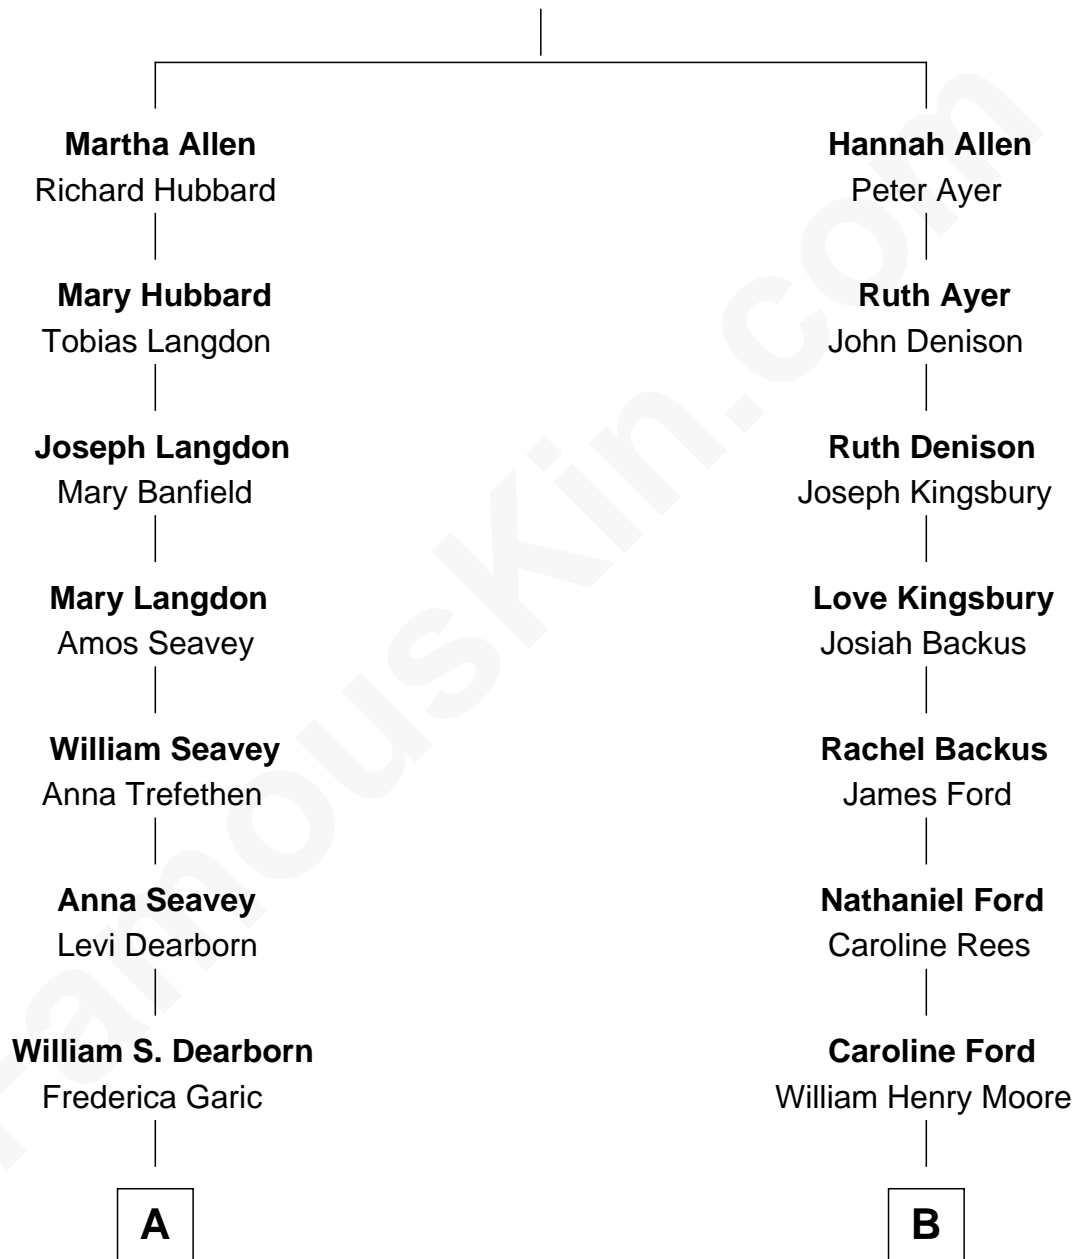 Martha Allen
Richard Hubbard
Mary Hubbard
Tobias Langdon
Joseph Langdon
Mary Banfield
Mary Langdon
Amos Seavey
William Seavey
Anna Trefethen
Anna Seavey
Levi Dearborn
William S. Dearborn
Frederica Garic
A
Hannah Allen
Peter Ayer
Ruth Ayer
John Denison
Ruth Denison
Joseph Kingsbury
Love Kingsbury
Josiah Backus
Rachel Backus
James Ford
Nathaniel Ford
Caroline Rees
Caroline Ford
William Henry Moore
B
FamousKin.com